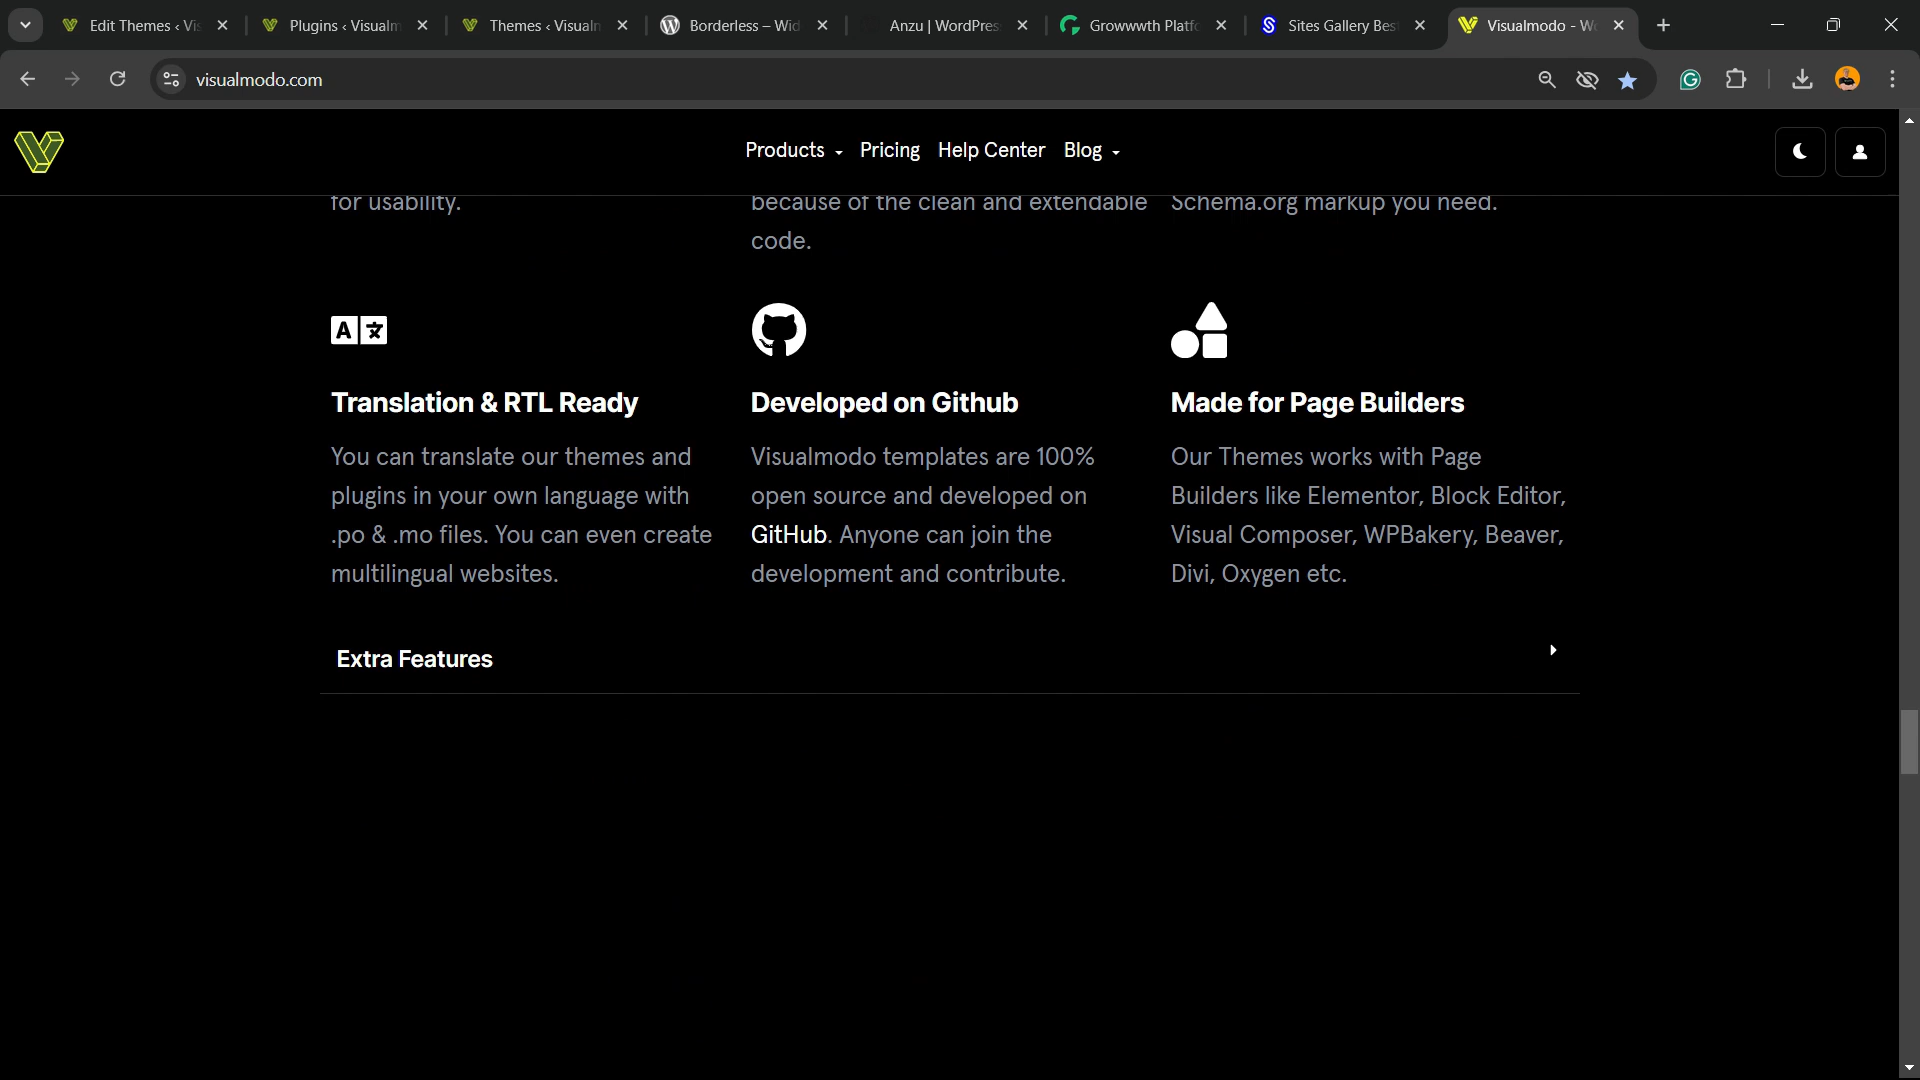 Edit Themes ‹ Vis
Plugins ‹ Visualm
Themes ‹ Visualm
Borderless – Wid
Anzu | WordPres
Growwwth Platfo
Sites Gallery Bes
Visualmodo - Wo
visualmodo.com
Products
Pricing
Help Center
Blog
for usability.
because of the clean and extendable
code.
Schema.org markup you need.
Translation & RTL Ready
You can translate our themes and
plugins in your own language with
.po & .mo files. You can even create
multilingual websites.
Developed on Github
Visualmodo templates are 100%
open source and developed on
GitHub. Anyone can join the
development and contribute.
Made for Page Builders
Our Themes works with Page
Builders like Elementor, Block Editor,
Visual Composer, WPBakery, Beaver,
Divi, Oxygen etc.
Extra Features